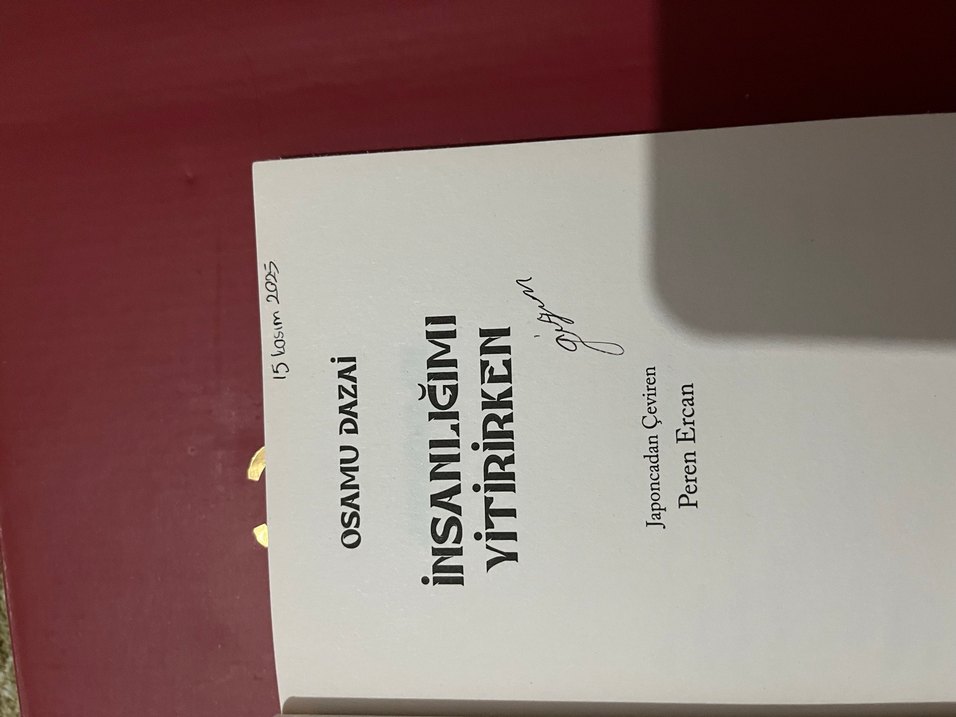 15 kasım 2025
OSAMU DAZAİ
İNSANLIĞIMI
YİTİRİRKEN
Japoncadan Çeviren
Peren Ercan